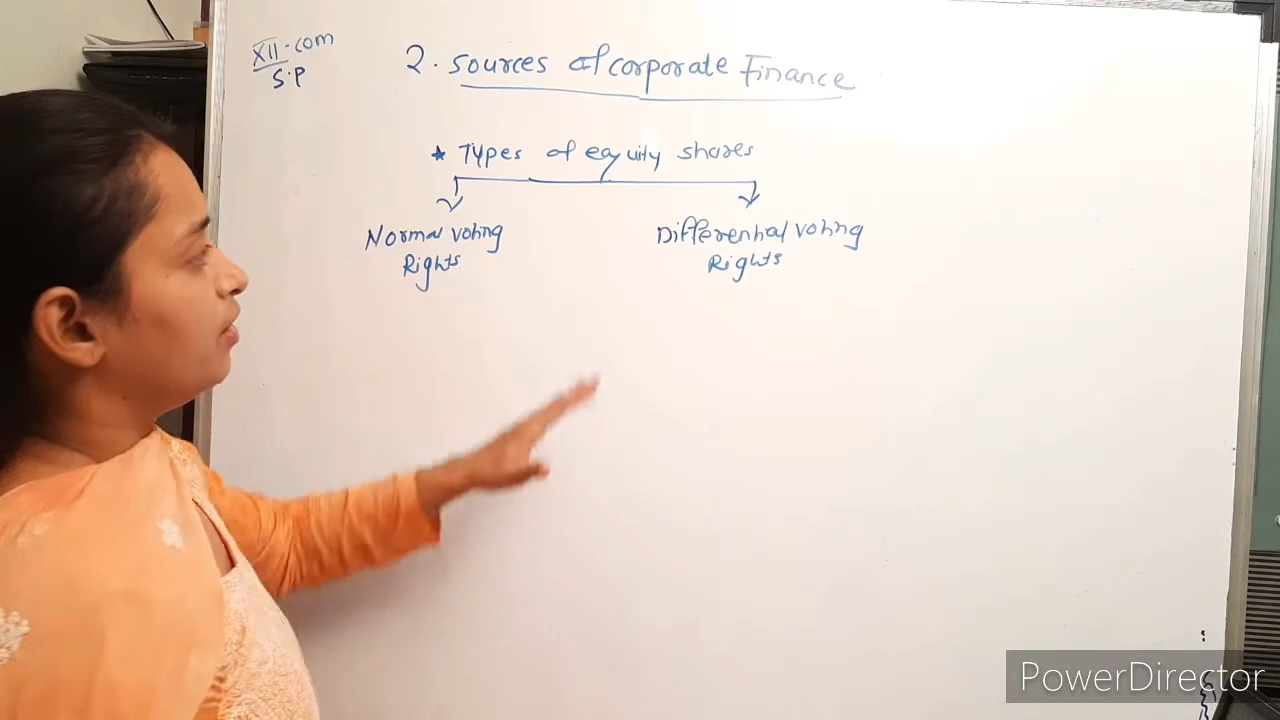 XII.com
S.P
2. Sources of corporate Finance
* Types of equity shares
Normal Voting
Rights
Differential Voting
Rights
PowerDirector